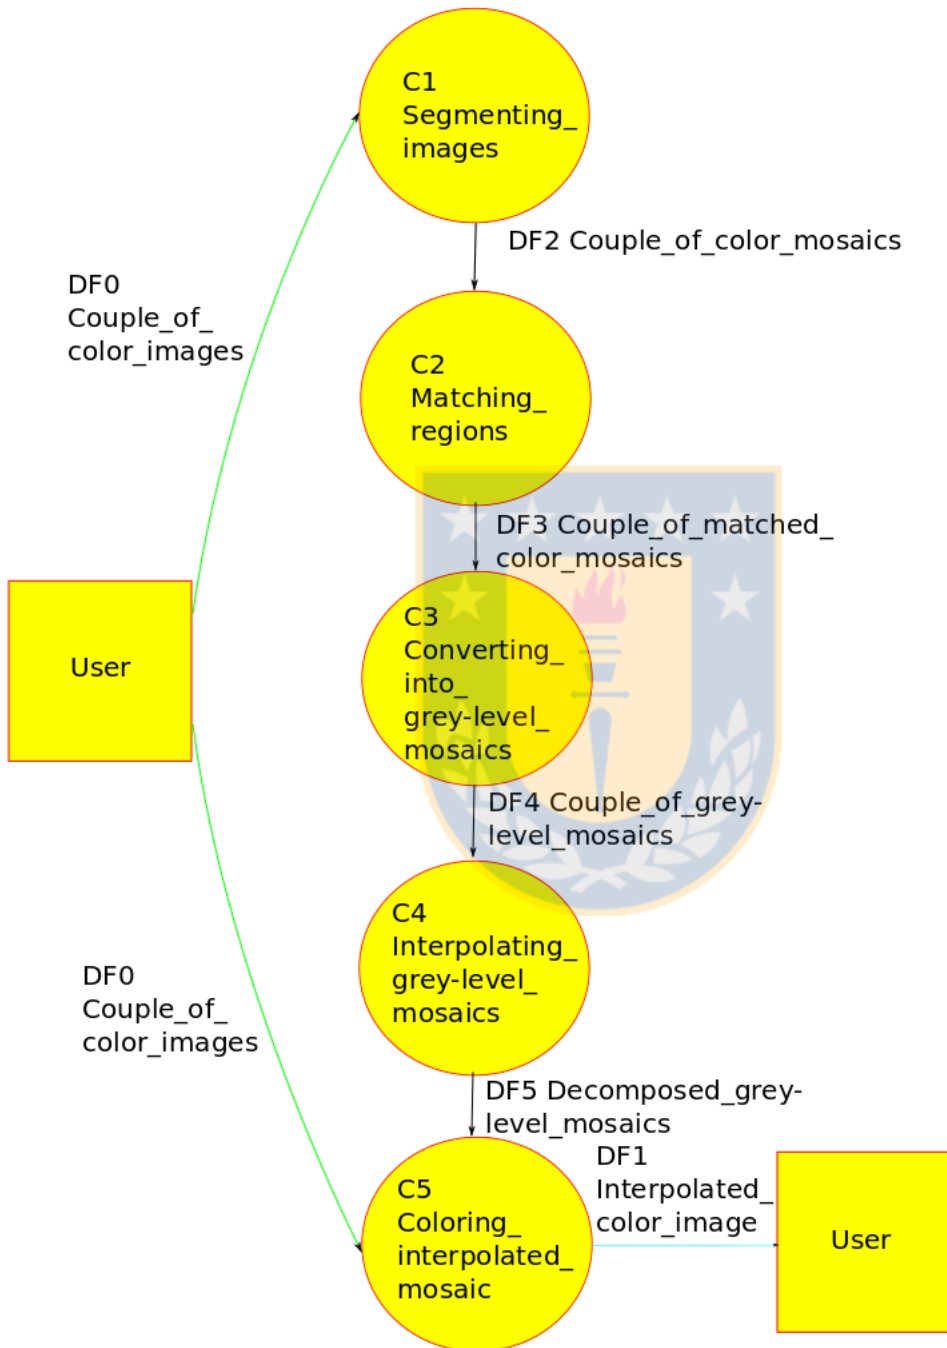 C1
Segmenting_
images
DF2 Couple_of_color_mosaics
DF0
Couple_of_
color_images
C2
Matching_
regions
DF3 Couple_of_matched_
color_mosaics
C3
Converting_
into_
grey-level_
mosaics
User
DF4 Couple_of_grey-
level_mosaics
C4
Interpolating_
grey-level_
mosaics
DF0
Couple_of_
color_images
DF5 Decomposed_grey-
level_mosaics
DF1
Interpolated_
color_image
C5
Coloring_
interpolated_
mosaic
User